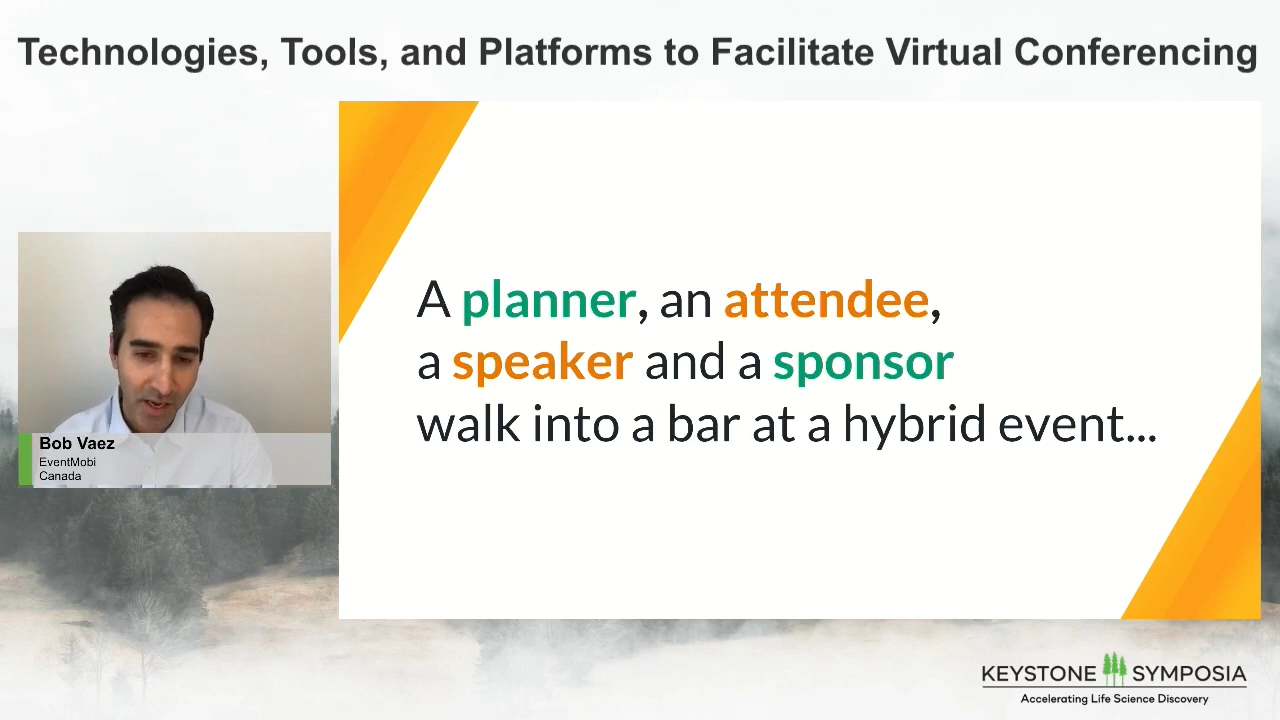 Technologies, Tools, and Platforms to Facilitate Virtual Conferencing
A planner, an attendee,
a speaker and a sponsor
walk into a bar at a hybrid event...
Bob Vaez
EventMobi
Canada
KEYSTONE SYMPOSIA
Accelerating Life Science Discovery